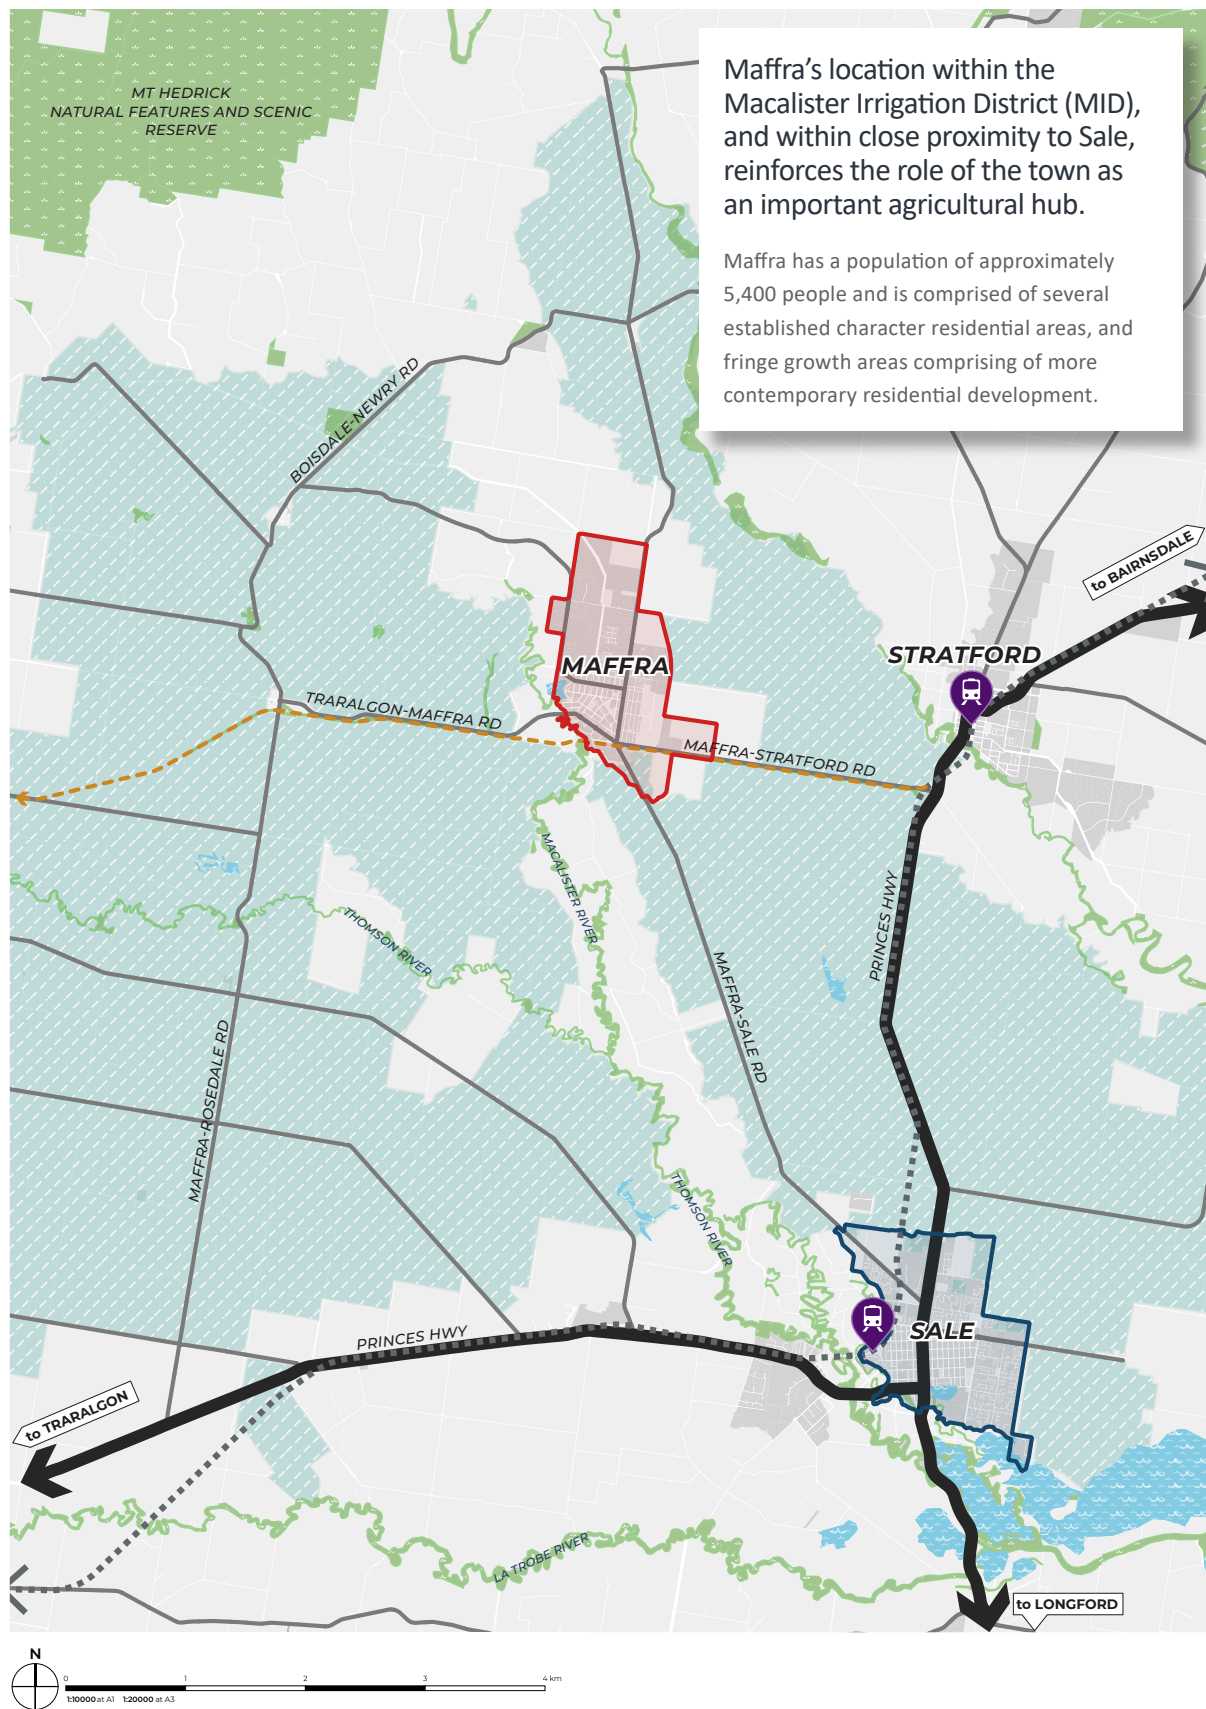 Maffra’s location within the
Macalister Irrigation District (MID),
and within close proximity to Sale,
reinforces the role of the town as
an important agricultural hub.
Maffra has a population of approximately
5,400 people and is comprised of several
established character residential areas, and
fringe growth areas comprising of more
contemporary residential development.
MT HEDRICK
NATURAL FEATURES AND SCENIC
RESERVE
BOISDALE-NEWRY RD
to BAIRNSDALE
STRATFORD
MAFFRA
TRARALGON-MAFFRA RD
MAFFRA-STRATFORD RD
MACALISTER RIVER
PRINCES HWY
THOMSON RIVER
MAFFRA-SALE RD
MAFFRA-ROSEDALE RD
THOMSON RIVER
SALE
PRINCES HWY
to TRARALGON
LA TROBE RIVER
to LONGFORD
N
0 1 2 3 4 km
1:10000 at A1 1:20000 at A3